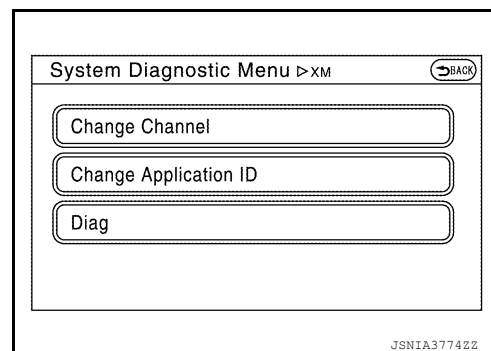 System Diagnostic Menu ▷XM
BACK
Change Channel
Change Application ID
Diag
JSNIA3774ZZ